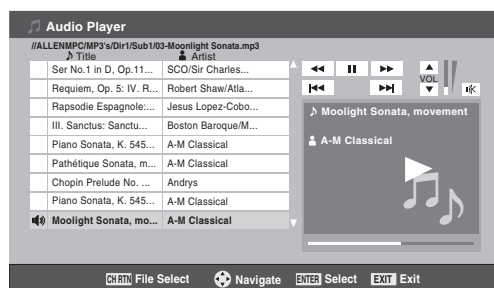 Audio Player
//ALLENMPC/MP3's/Dir1/Sub1/03-Moonlight Sonata.mp3
Title Artist
Ser No.1 in D, Op.11... SCO/Sir Charles...
Requiem, Op. 5: IV. R... Robert Shaw/Atla...
Rapsodie Espagnole:... Jesus Lopez-Cobo...
III. Sanctus: Sanctu... Boston Baroque/M...
Piano Sonata, K. 545... A-M Classical
Pathétique Sonata, m... A-M Classical
Chopin Prelude No. ... Andrys
Piano Sonata, K. 545... A-M Classical
Moolight Sonata, mo... A-M Classical
VOL
Moolight Sonata, movement
A-M Classical
CH RTN File Select Navigate ENTER Select EXIT Exit